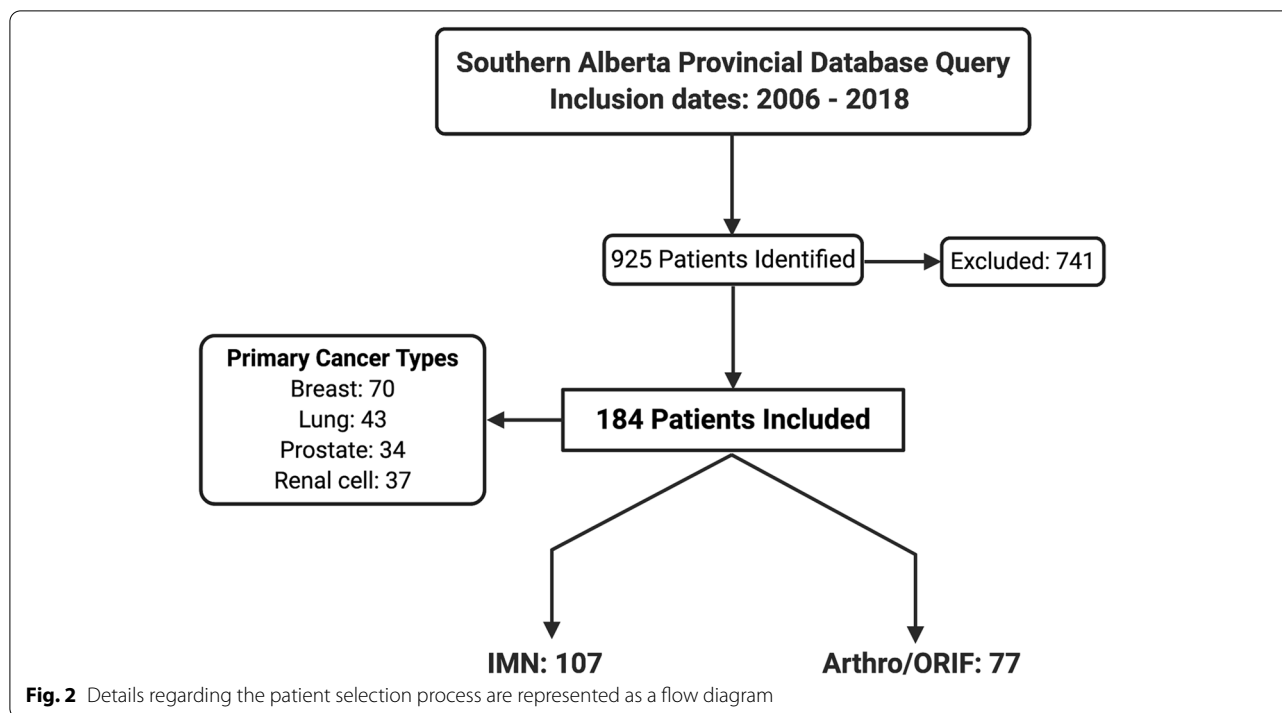 Southern Alberta Provincial Database Query
Inclusion dates: 2006 - 2018
925 Patients Identified
Excluded: 741
Primary Cancer Types
Breast: 70
Lung: 43
Prostate: 34
Renal cell: 37
184 Patients Included
IMN: 107
Arthro/ORIF: 77
Fig. 2 Details regarding the patient selection process are represented as a flow diagram